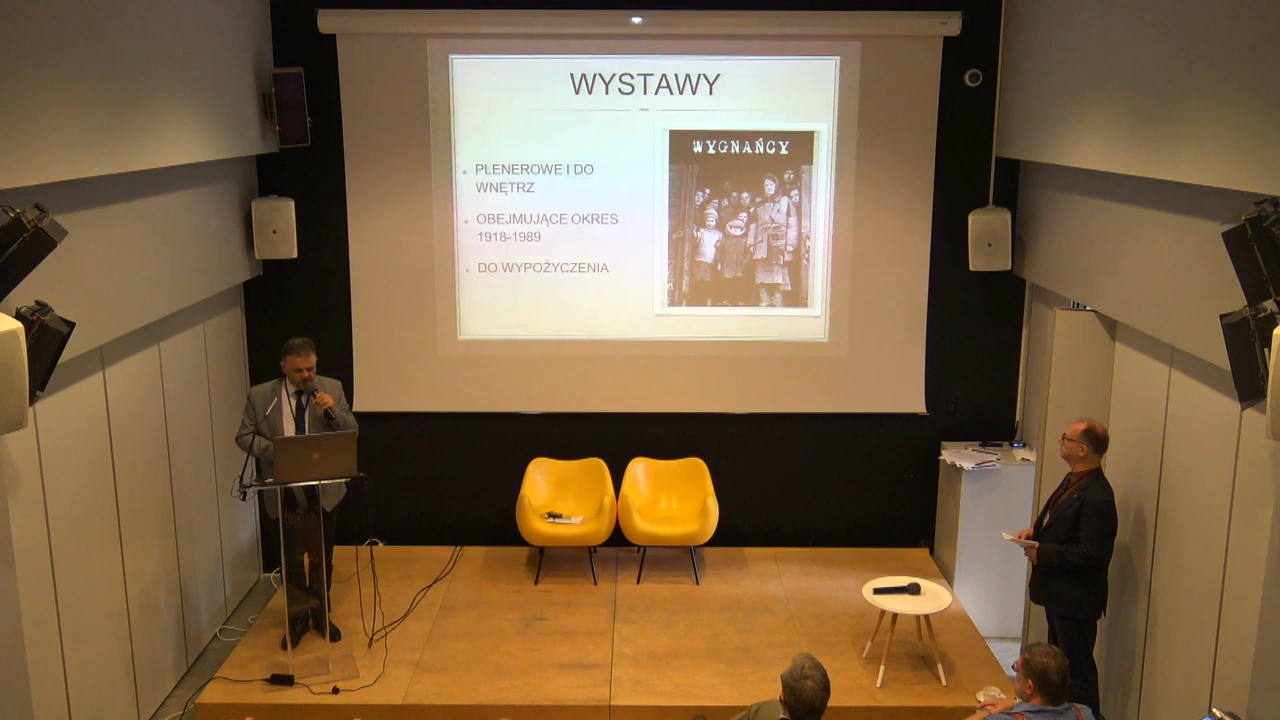 WYSTAWY
WYGNAŃCY
PLENEROWE I DO
WNĘTRZ
OBEJMUJĄCE OKRES
1918-1989
DO WYPOŻYCZENIA